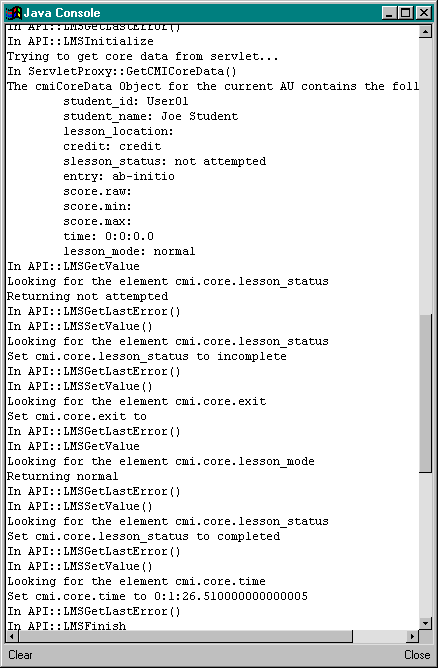 Java Console
In API::LMSGetLastError()
In API::LMSInitialize
Trying to get core data from servlet...
In ServletProxy::GetCMICoreData()
The cmiCoreData Object for the current AU contains the foll
student_id: User01
student_name: Joe Student
lesson_location:
credit: credit
slesson_status: not attempted
entry: ab-initio
score.raw:
score.min:
score.max:
time: 0:0:0.0
lesson_mode: normal
In API::LMSGetValue
Looking for the element cmi.core.lesson_status
Returning not attempted
In API::LMSGetLastError()
In API::LMSSetValue()
Looking for the element cmi.core.lesson_status
Set cmi.core.lesson_status to incomplete
In API::LMSGetLastError()
In API::LMSSetValue()
Looking for the element cmi.core.exit
Set cmi.core.exit to
In API::LMSGetLastError()
In API::LMSGetValue
Looking for the element cmi.core.lesson_mode
Returning normal
In API::LMSGetLastError()
In API::LMSSetValue()
Looking for the element cmi.core.lesson_status
Set cmi.core.lesson_status to completed
In API::LMSGetLastError()
In API::LMSSetValue()
Looking for the element cmi.core.time
Set cmi.core.time to 0:1:26.510000000000005
In API::LMSGetLastError()
In API::LMSFinish
Clear Close